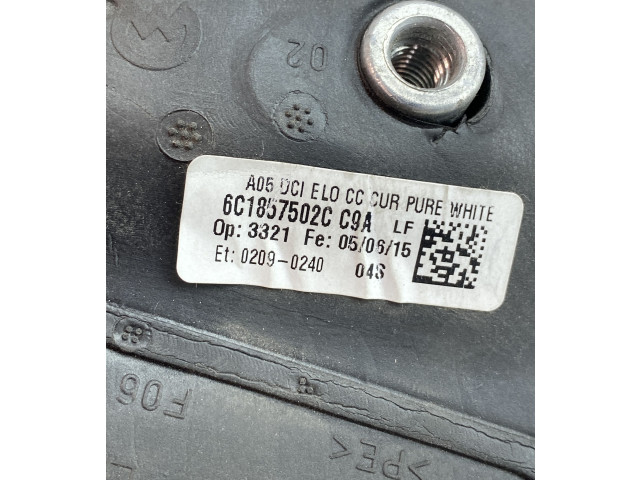 02
A05 DCI ELO CC CUR PURE WHITE
6C1857502C C9A LF
Op: 3321 Fe: 05/06/15
Et: 0209-0240 04S
F06
>PE<